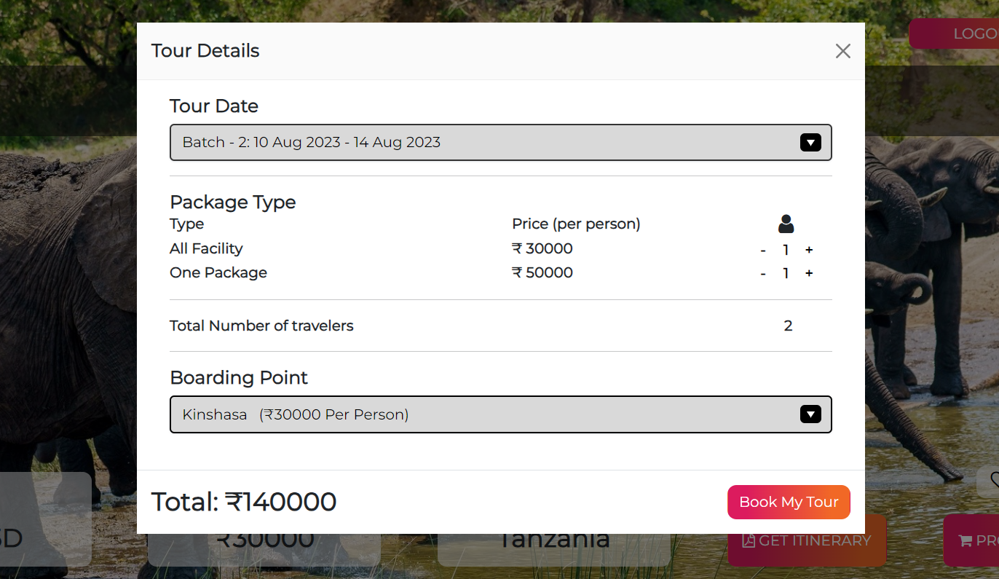 LOGO
Tour Details
Tour Date
Batch - 2: 10 Aug 2023 - 14 Aug 2023
Package Type
Type Price (per person)
All Facility ₹ 30000 - 1 +
One Package ₹ 50000 - 1 +
Total Number of travelers 2
Boarding Point
Kinshasa (₹30000 Per Person)
Total: ₹140000 Book My Tour
₹30000 Tanzania GET ITINERARY